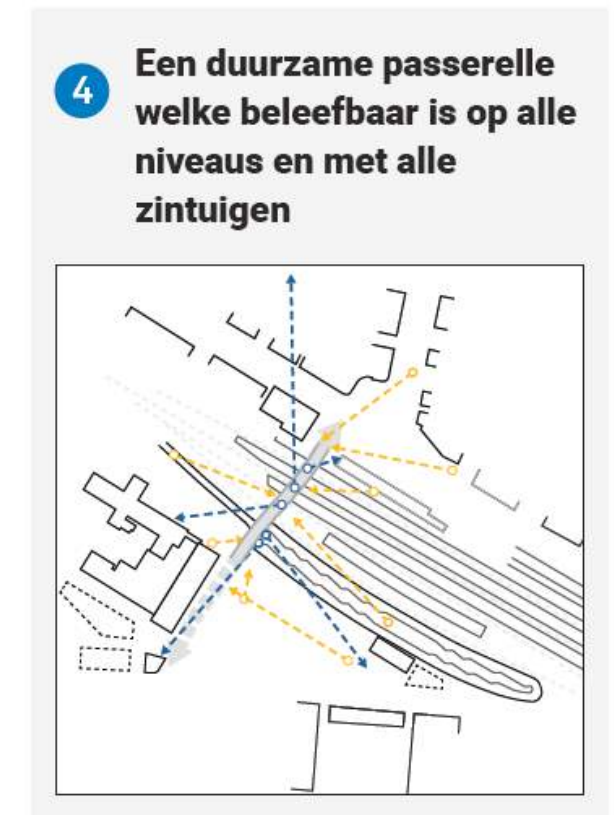 4
Een duurzame passerelle
welke beleefbaar is op alle
niveaus en met alle
zintuigen